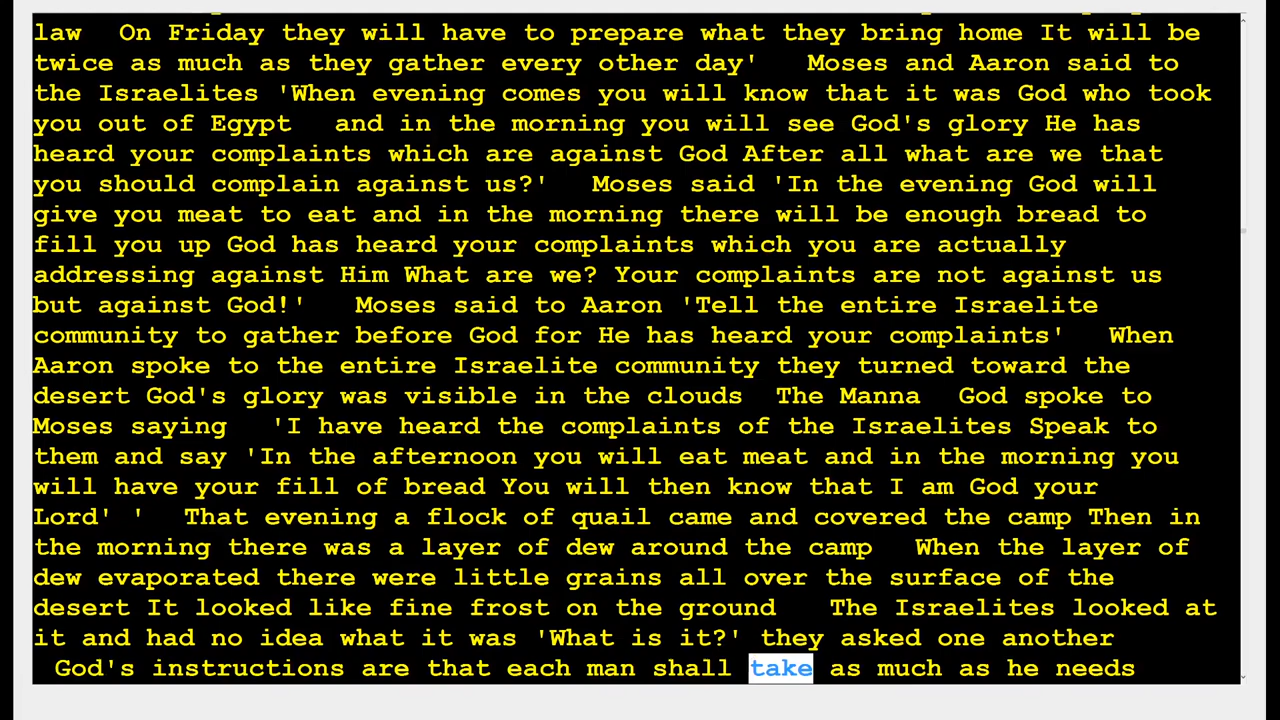 law On Friday they will have to prepare what they bring home It will be
twice as much as they gather every other day' Moses and Aaron said to
the Israelites 'When evening comes you will know that it was God who took
you out of Egypt and in the morning you will see God's glory He has
heard your complaints which are against God After all what are we that
you should complain against us?' Moses said 'In the evening God will
give you meat to eat and in the morning there will be enough bread to
fill you up God has heard your complaints which you are actually
addressing against Him What are we? Your complaints are not against us
but against God!' Moses said to Aaron 'Tell the entire Israelite
community to gather before God for He has heard your complaints' When
Aaron spoke to the entire Israelite community they turned toward the
desert God's glory was visible in the clouds The Manna God spoke to
Moses saying 'I have heard the complaints of the Israelites Speak to
them and say 'In the afternoon you will eat meat and in the morning you
will have your fill of bread You will then know that I am God your
Lord' ' That evening a flock of quail came and covered the camp Then in
the morning there was a layer of dew around the camp When the layer of
dew evaporated there were little grains all over the surface of the
desert It looked like fine frost on the ground The Israelites looked at
it and had no idea what it was 'What is it?' they asked one another
God's instructions are that each man shall take as much as he needs